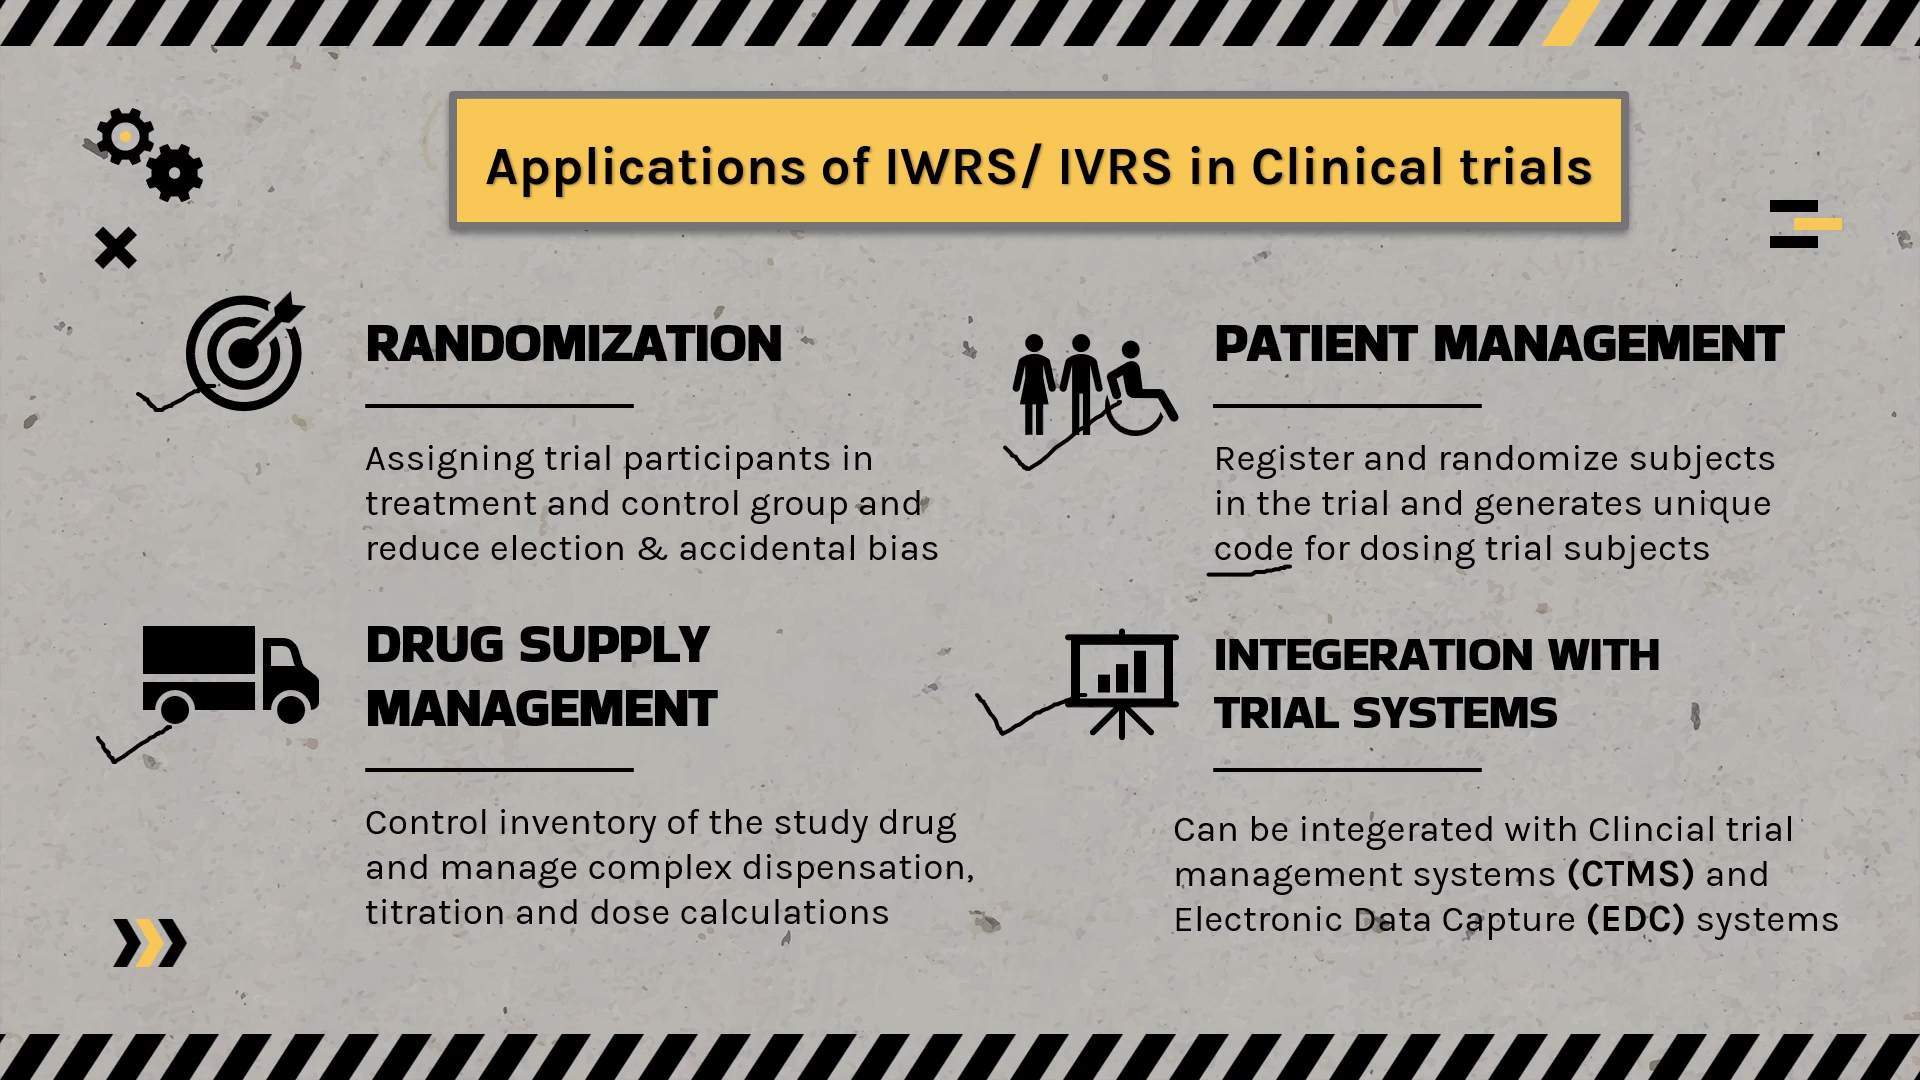 Applications of IWRS/ IVRS in Clinical trials
RANDOMIZATION
Assigning trial participants in
treatment and control group and
reduce election & accidental bias
PATIENT MANAGEMENT
Register and randomize subjects
in the trial and generates unique
code for dosing trial subjects
DRUG SUPPLY
MANAGEMENT
Control inventory of the study drug
and manage complex dispensation,
titration and dose calculations
INTEGERATION WITH
TRIAL SYSTEMS
Can be integerated with Clincial trial
management systems (CTMS) and
Electronic Data Capture (EDC) systems